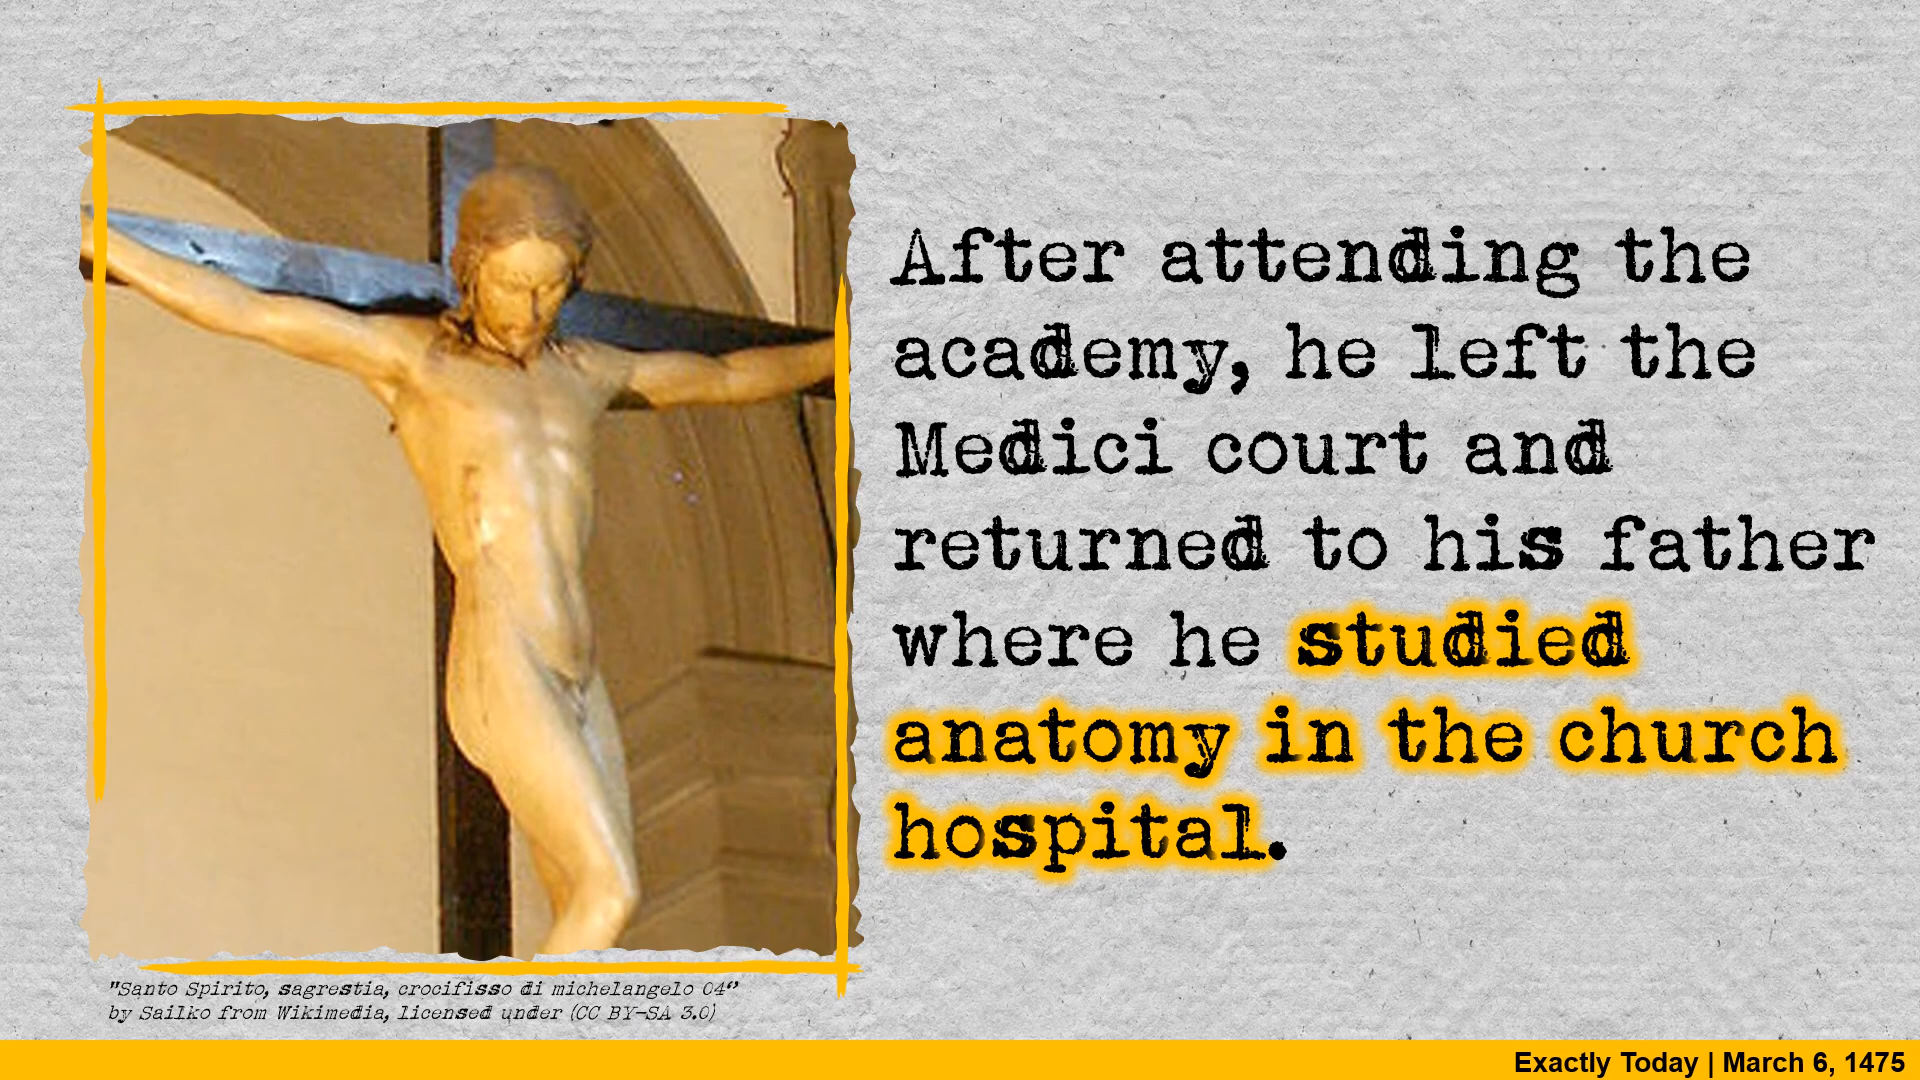 After attending the
academy, he left the
Medici court and
returned to his father
where he studied
anatomy in the church
hospital.
"Santo Spirito, sagrestia, crocifisso di michelangelo 04"
by Sailko from Wikimedia, licensed under (CC BY-SA 3.0)
Exactly Today | March 6, 1475